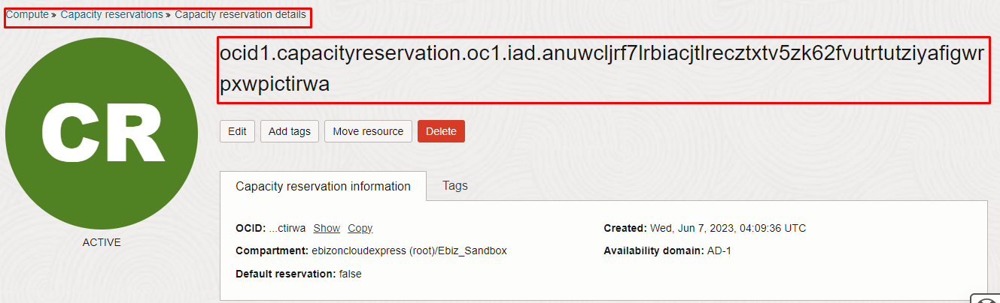 Compute » Capacity reservations » Capacity reservation details
CR
ACTIVE
ocid1.capacityreservation.oc1.iad.anuwcljrf7lrbiacjtlrecztxtv5zk62fvutrtutziyafigwr
pxwpictirwa
Edit Add tags Move resource Delete
Capacity reservation information Tags
OCID: ...ctirwa Show Copy
Compartment: ebizoncloudexpress (root)/Ebiz_Sandbox
Default reservation: false
Created: Wed, Jun 7, 2023, 04:09:36 UTC
Availability domain: AD-1